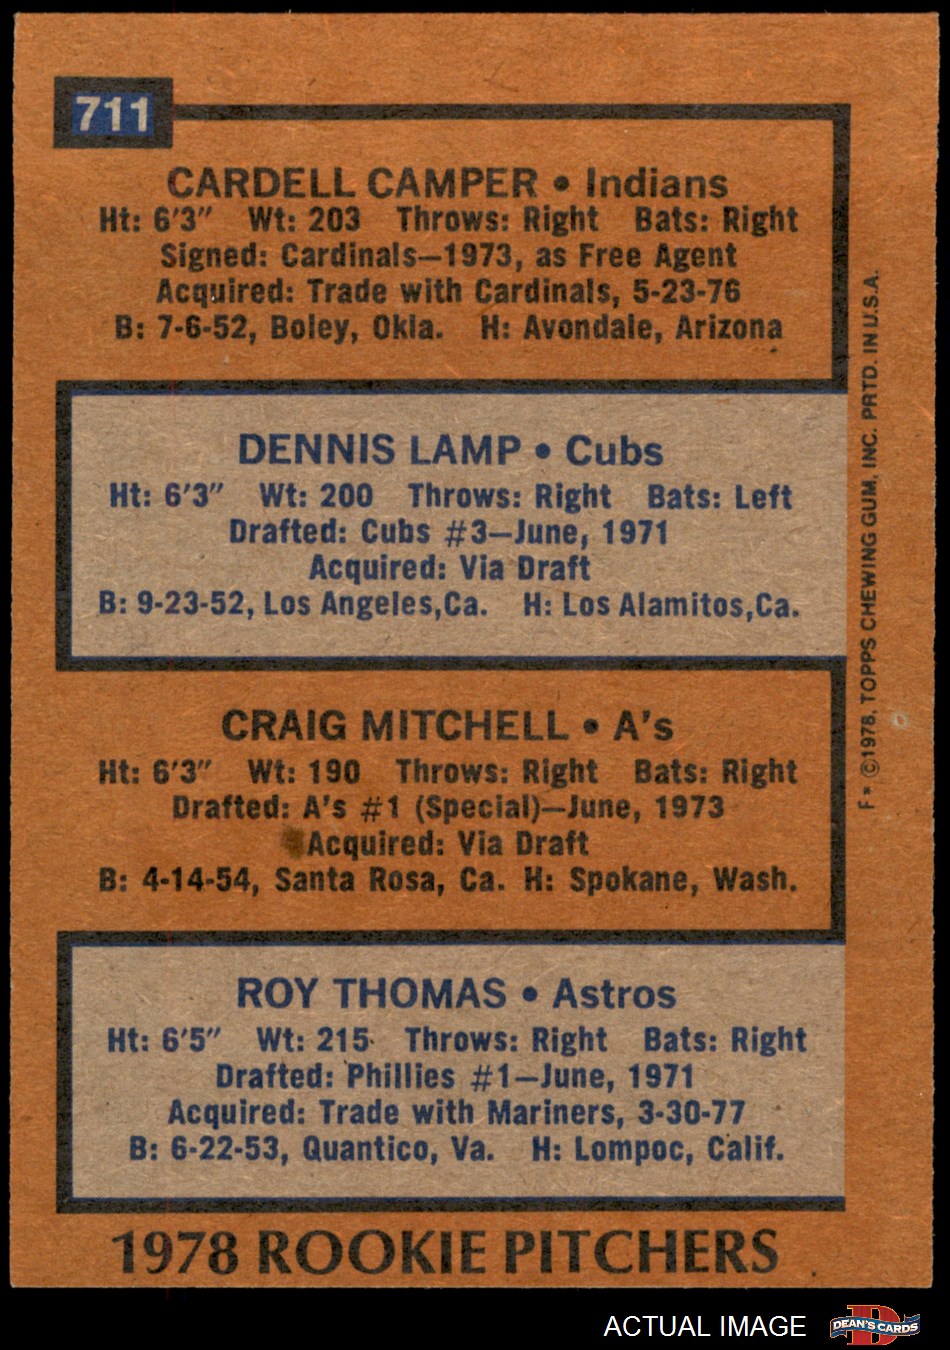 711
CARDELL CAMPER • Indians
Ht: 6'3" Wt: 203 Throws: Right Bats: Right
Signed: Cardinals—1973, as Free Agent
Acquired: Trade with Cardinals, 5-23-76
B: 7-6-52, Boley, Okla. H: Avondale, Arizona
DENNIS LAMP • Cubs
Ht: 6'3" Wt: 200 Throws: Right Bats: Left
Drafted: Cubs #3—June, 1971
Acquired: Via Draft
B: 9-23-52, Los Angeles, Ca. H: Los Alamitos, Ca.
CRAIG MITCHELL • A's
Ht: 6'3" Wt: 190 Throws: Right Bats: Right
Drafted: A's #1 (Special)—June, 1973
Acquired: Via Draft
B: 4-14-54, Santa Rosa, Ca. H: Spokane, Wash.
ROY THOMAS • Astros
Ht: 6'5" Wt: 215 Throws: Right Bats: Right
Drafted: Phillies #1—June, 1971
Acquired: Trade with Mariners, 3-30-77
B: 6-22-53, Quantico, Va. H: Lompoc, Calif.
1978 ROOKIE PITCHERS
F* ©1978, TOPPS CHEWING GUM, INC. PRTD. IN U.S.A.
ACTUAL IMAGE
D
DEAN'S CARDS